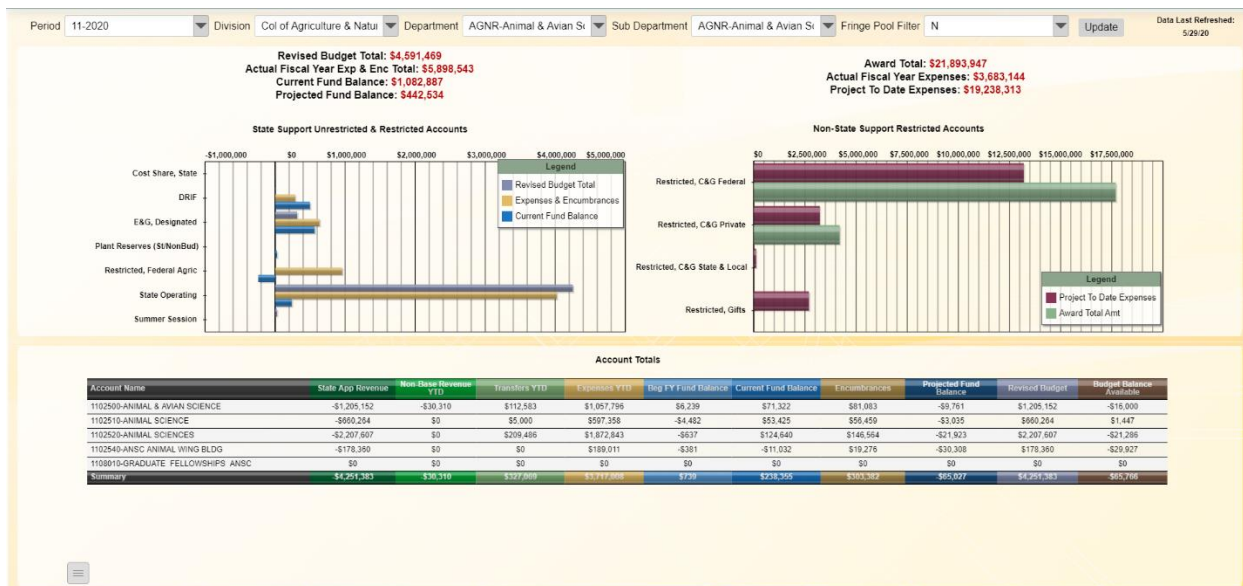 Period 11-2020 Division Col of Agriculture & Natur Department AGNR-Animal & Avian Sc Sub Department AGNR-Animal & Avian Sc Fringe Pool Filter N Update Data Last Refreshed:
5/29/20
Revised Budget Total: $4,591,469
Actual Fiscal Year Exp & Enc Total: $5,898,543
Current Fund Balance: $1,082,887
Projected Fund Balance: $442,534
Award Total: $21,893,947
Actual Fiscal Year Expenses: $3,683,144
Project To Date Expenses: $19,238,313
State Support Unrestricted & Restricted Accounts
-$1,000,000 $0 $1,000,000 $2,000,000 $3,000,000 $4,000,000 $5,000,000
Legend
Revised Budget Total
Expenses & Encumbrances
Current Fund Balance
Cost Share, State
DRIF
E&G, Designated
Plant Reserves (St/NonBud)
Restricted, Federal Agric
State Operating
Summer Session
Non-State Support Restricted Accounts
$0 $2,500,000 $5,000,000 $7,500,000 $10,000,000 $12,500,000 $15,000,000 $17,500,000
Restricted, C&G Federal
Restricted, C&G Private
Restricted, C&G State & Local
Restricted, Gifts
Legend
Project To Date Expenses
Award Total Amt
Account Totals
Account Name State App Revenue Non-Base Revenue YTD Transfers YTD Expenses YTD Beg FY Fund Balance Current Fund Balance Encumbrances Projected Fund Balance Revised Budget Budget Balance Available
1102500-ANIMAL & AVIAN SCIENCE -$1,205,152 -$30,310 $112,583 $1,057,796 $6,239 $71,322 $81,083 -$9,761 $1,205,152 -$16,000
1102510-ANIMAL SCIENCE -$660,264 $0 $5,000 $597,358 -$4,482 $53,425 $56,459 -$3,035 $660,264 $1,447
1102520-ANIMAL SCIENCES -$2,207,607 $0 $209,486 $1,872,843 -$637 $124,640 $146,564 -$21,923 $2,207,607 -$21,286
1102540-ANSC ANIMAL WING BLDG -$178,360 $0 $0 $189,011 -$381 -$11,032 $19,276 -$30,308 $178,360 -$29,927
1108010-GRADUATE FELLOWSHIPS ANSC $0 $0 $0 $0 $0 $0 $0 $0 $0 $0
Summary -$4,251,383 $30,310 $327,069 $3,717,008 $739 $238,355 $303,382 -$65,027 $4,251,383 -$65,766